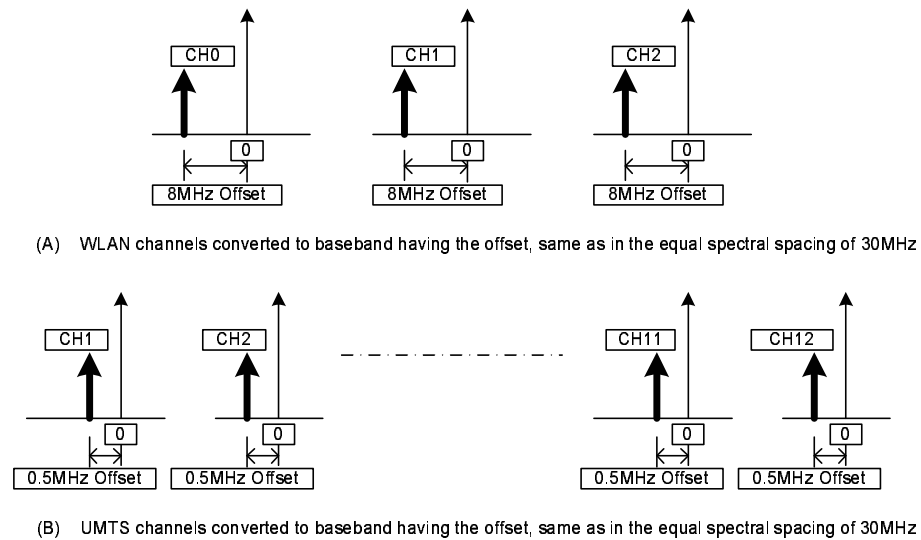 CH0 CH1 CH2
0 0 0
8MHz Offset 8MHz Offset 8MHz Offset
(A) WLAN channels converted to baseband having the offset, same as in the equal spectral spacing of 30MHz
CH1 CH2 CH11 CH12
0 0 0 0
0.5MHz Offset 0.5MHz Offset 0.5MHz Offset 0.5MHz Offset
(B) UMTS channels converted to baseband having the offset, same as in the equal spectral spacing of 30MHz